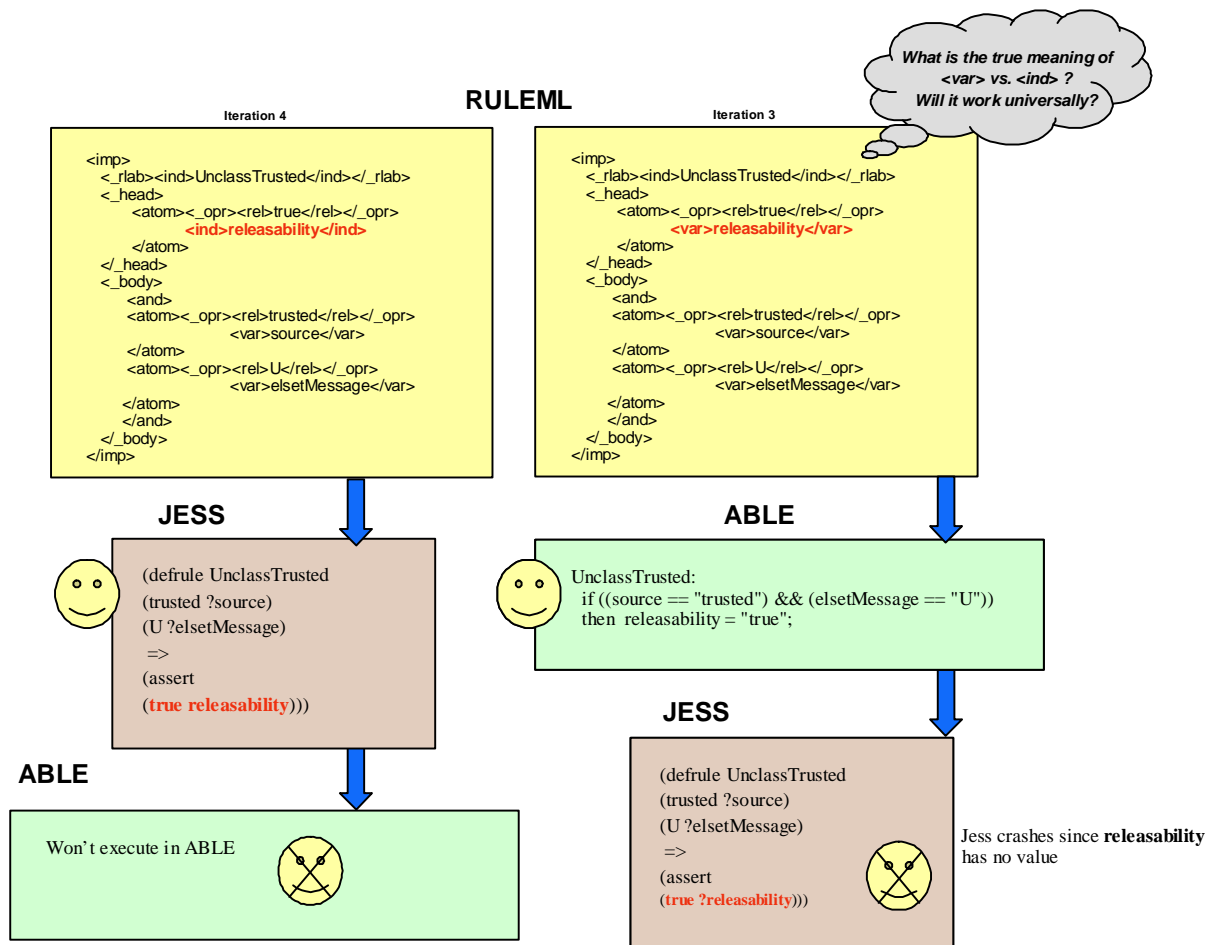 What is the true meaning of
<var> vs. <ind> ?
Will it work universally?
RULEML
Iteration 4
<imp>
<_rlab><ind>UnclassTrusted</ind></_rlab>
<_head>
<atom><_opr><rel>true</rel></_opr>
<ind>releasability</ind>
</atom>
</_head>
<_body>
<and>
<atom><_opr><rel>trusted</rel></_opr>
<var>source</var>
</atom>
<atom><_opr><rel>U</rel></_opr>
<var>elsetMessage</var>
</atom>
</and>
</_body>
</imp>
Iteration 3
<imp>
<_rlab><ind>UnclassTrusted</ind></_rlab>
<_head>
<atom><_opr><rel>true</rel></_opr>
<var>releasability</var>
</atom>
</_head>
<_body>
<and>
<atom><_opr><rel>trusted</rel></_opr>
<var>source</var>
</atom>
<atom><_opr><rel>U</rel></_opr>
<var>elsetMessage</var>
</atom>
</and>
</_body>
</imp>
JESS
(defrule UnclassTrusted
(trusted ?source)
(U ?elsetMessage)
=>
(assert
(true releasability)))
ABLE
Won't execute in ABLE
ABLE
UnclassTrusted:
if ((source == "trusted") && (elsetMessage == "U"))
then releasability = "true";
JESS
(defrule UnclassTrusted
(trusted ?source)
(U ?elsetMessage)
=>
(assert
(true ?releasability)))
Jess crashes since releasability
has no value